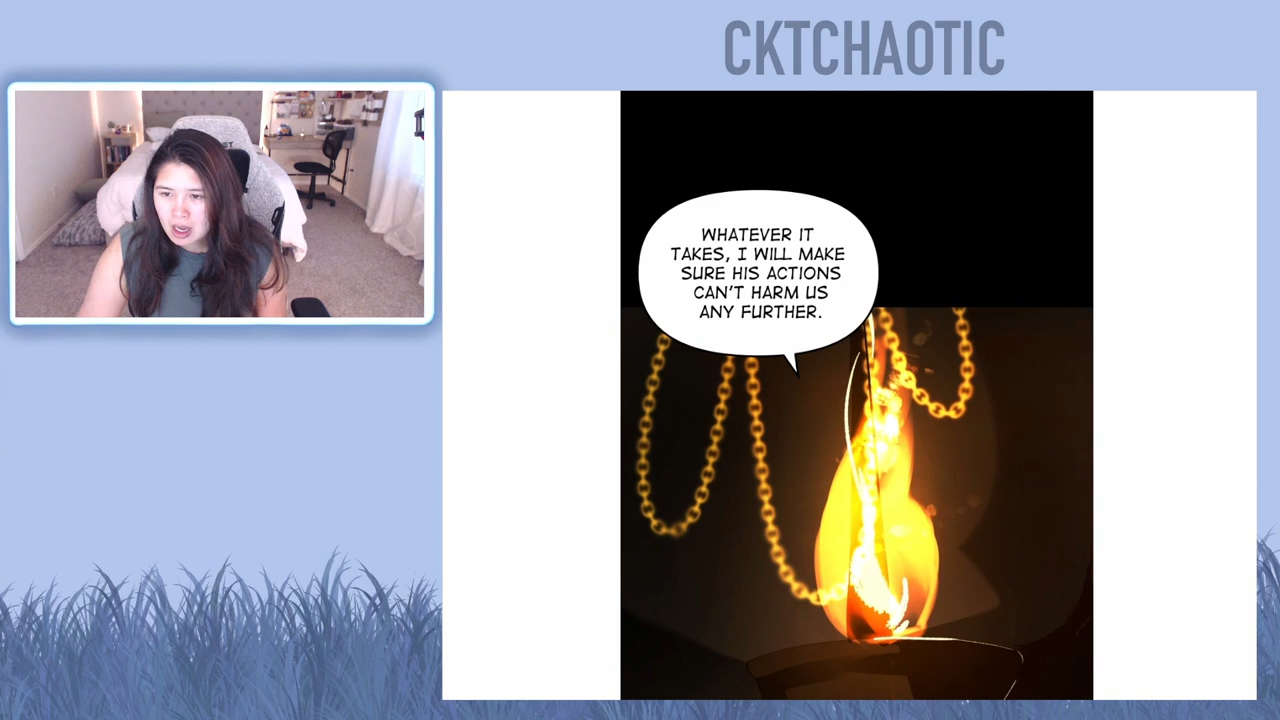 CKTCHAOTIC
WHATEVER IT
TAKES, I WILL MAKE
SURE HIS ACTIONS
CAN'T HARM US
ANY FURTHER.